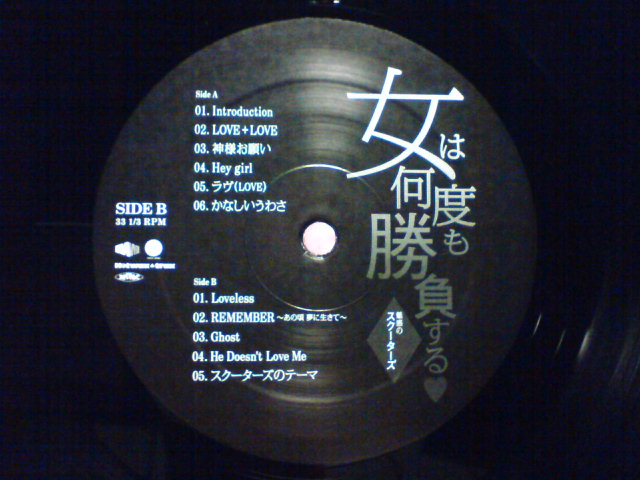 女は何度も勝負する♥
魅惑の
スクーターズ
Side A
01. Introduction
02. LOVE+LOVE
03. 神様お願い
04. Hey girl
05. ラヴ(LOVE)
06. かなしいうわさ
SIDE B
33 1/3 RPM
Side B
01. Loveless
02. REMEMBER ～あの頃 夢に生きて～
03. Ghost
04. He Doesn't Love Me
05. スクーターズのテーマ